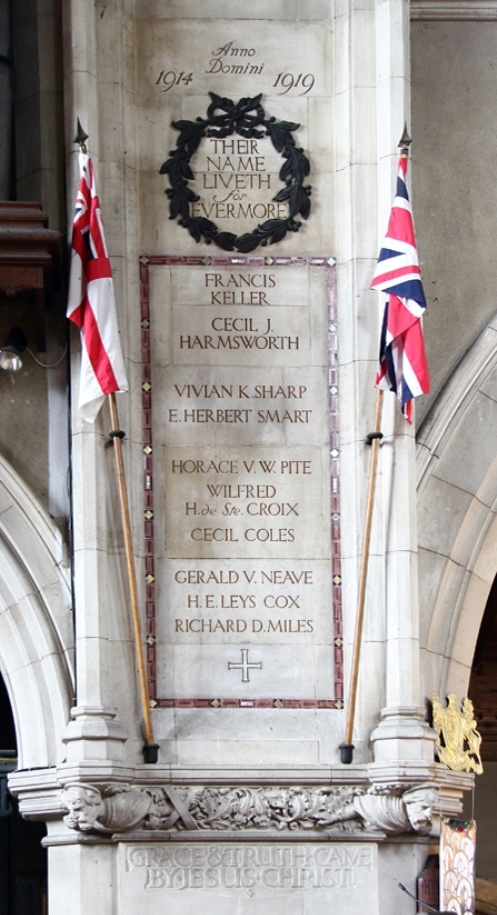 Anno
Domini
1914 1919
THEIR
NAME
LIVETH
for
EVERMORE
FRANCIS
KELLER
CECIL J.
HARMSWORTH
VIVIAN K. SHARP
E. HERBERT SMART
HORACE V. W. PITE
WILFRED
H. de Ste. CROIX
CECIL COLES
GERALD V. NEAVE
H. E. LEYS COX
RICHARD D. MILES
GRACE & TRUTH CAME
BY JESUS CHRIST